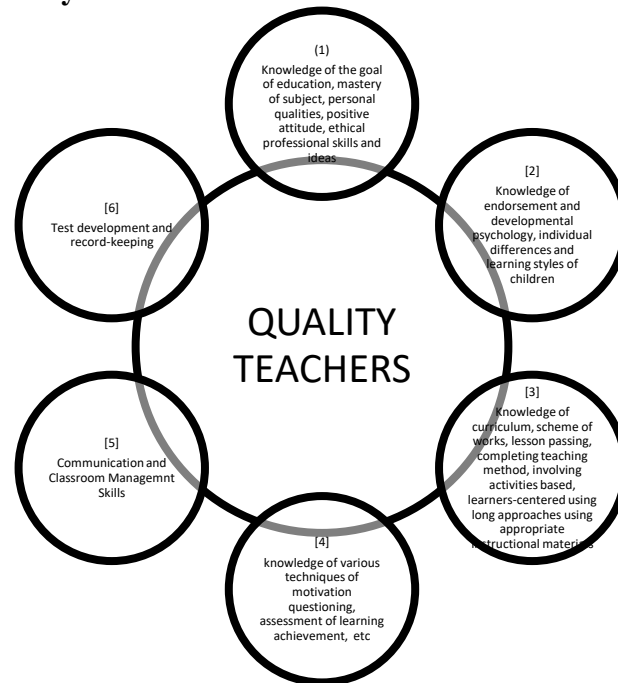 (1)
Knowledge of the goal
of education, mastery
of subject, personal
qualities, positive
attitude, ethical
professional skills and
ideas
[2]
Knowledge of
endorsement and
developmental
psychology, individual
differences and
learning styles of
children
[3]
Knowledge of
curriculum, scheme of
works, lesson passing,
completing teaching
method, involving
activities based,
learners-centered using
long approaches using
appropriate
instructional materials
[4]
knowledge of various
techniques of
motivation
questioning,
assessment of learning
achievement, etc
[5]
Communication and
Classroom Managemnt
Skills
[6]
Test development and
record-keeping
QUALITY
TEACHERS